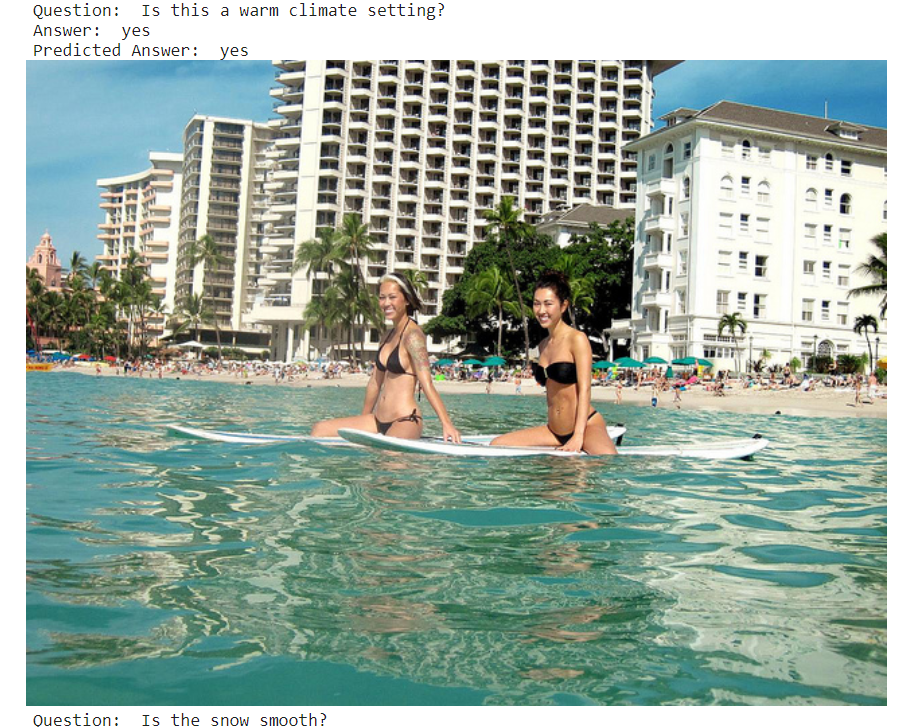 Question:  Is this a warm climate setting?
Answer:  yes
Predicted Answer:  yes
Question:  Is the snow smooth?